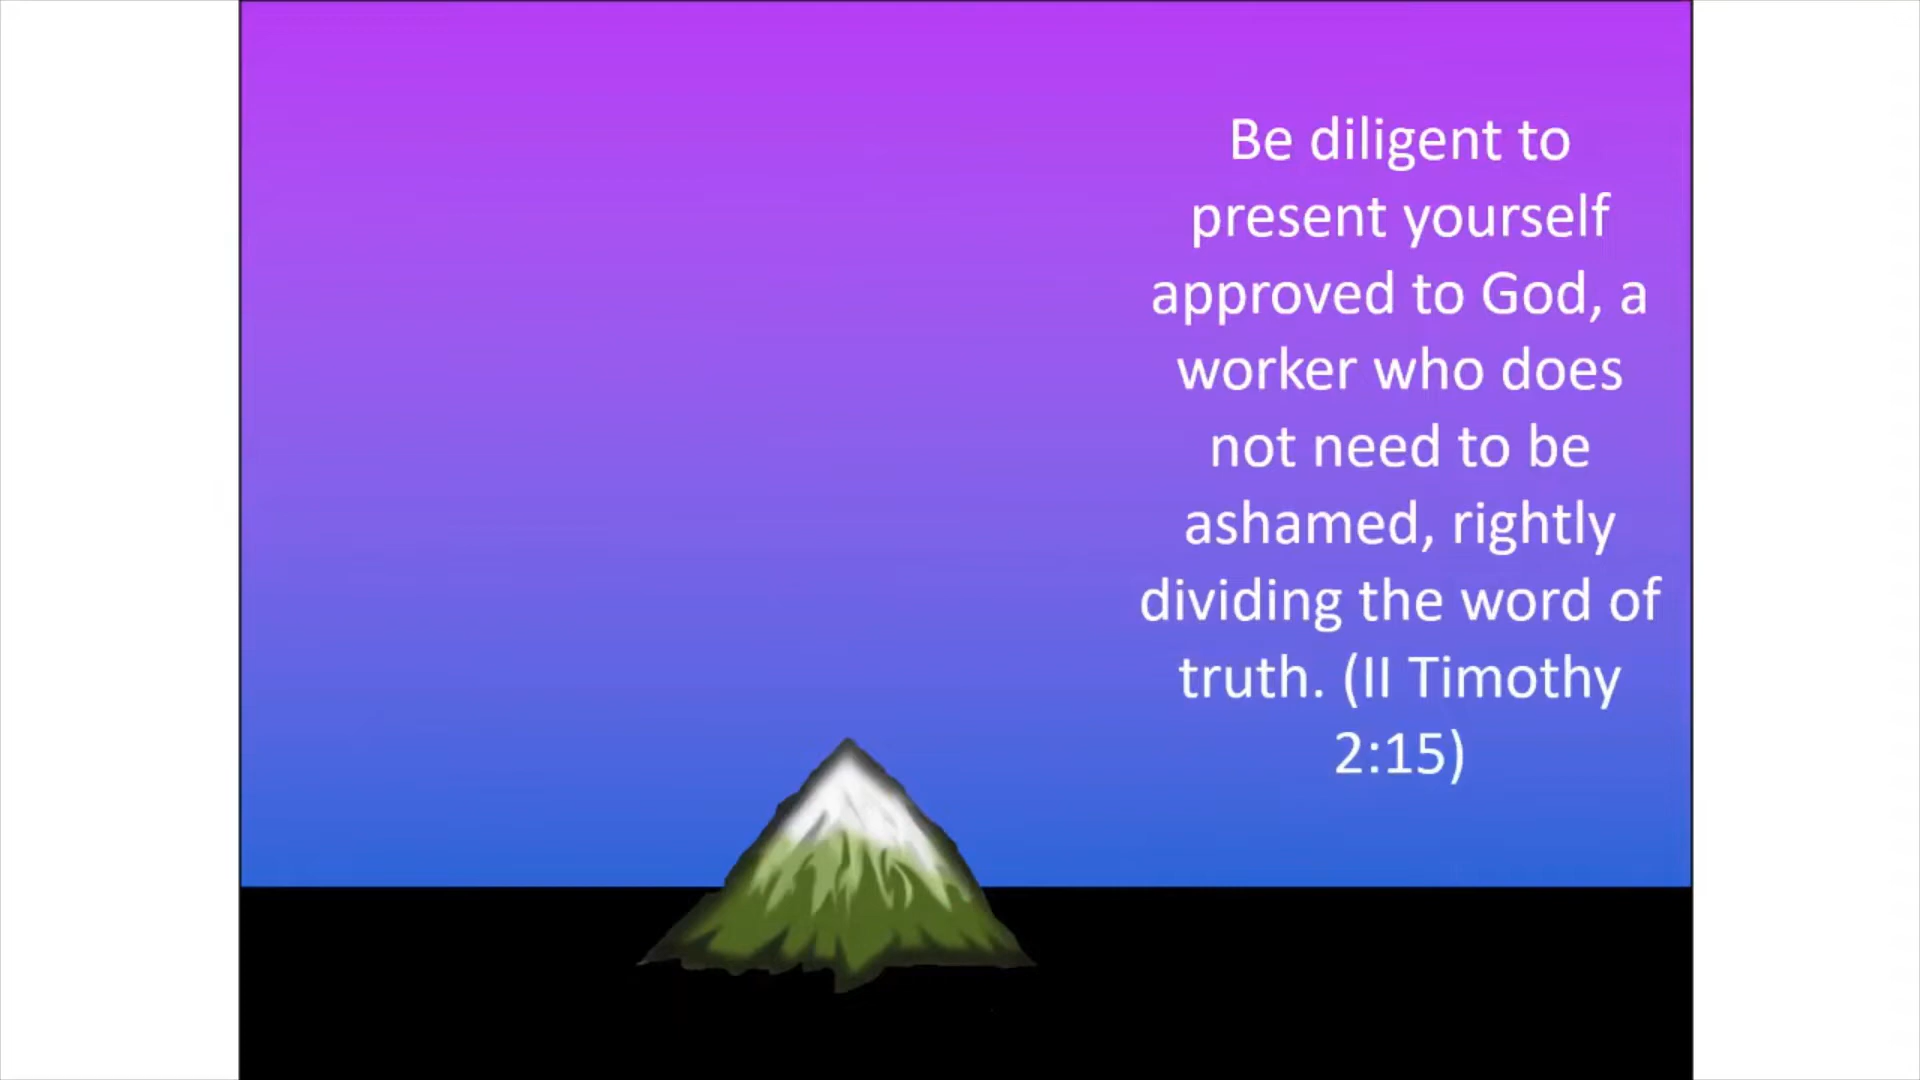 Be diligent to
present yourself
approved to God, a
worker who does
not need to be
ashamed, rightly
dividing the word of
truth. (II Timothy
2:15)